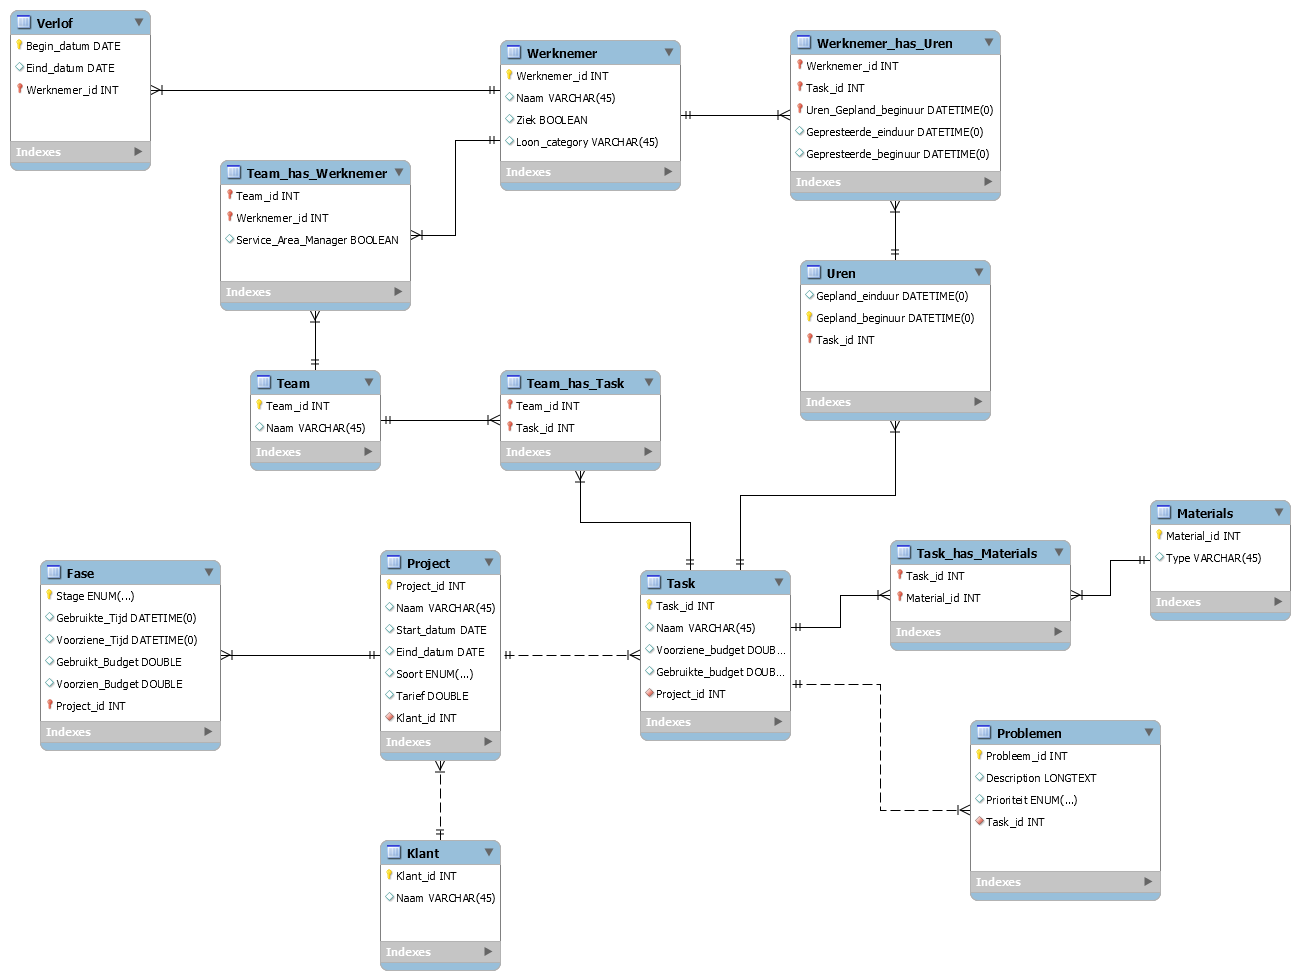 Verlof
Begin_datum DATE
Eind_datum DATE
Werknemer_id INT
Indexes
Werknemer
Werknemer_id INT
Naam VARCHAR(45)
Ziek BOOLEAN
Loon_category VARCHAR(45)
Indexes
Werknemer_has_Uren
Werknemer_id INT
Task_id INT
Uren_Gepland_beginuur DATETIME(0)
Gepresteerde_einduur DATETIME(0)
Gepresteerde_beginuur DATETIME(0)
Indexes
Team_has_Werknemer
Team_id INT
Werknemer_id INT
Service_Area_Manager BOOLEAN
Indexes
Uren
Gepland_einduur DATETIME(0)
Gepland_beginuur DATETIME(0)
Task_id INT
Indexes
Team
Team_id INT
Naam VARCHAR(45)
Indexes
Team_has_Task
Team_id INT
Task_id INT
Indexes
Materials
Material_id INT
Type VARCHAR(45)
Indexes
Fase
Stage ENUM(...)
Gebruikte_Tijd DATETIME(0)
Voorziene_Tijd DATETIME(0)
Gebruikt_Budget DOUBLE
Voorzien_Budget DOUBLE
Project_id INT
Indexes
Project
Project_id INT
Naam VARCHAR(45)
Start_datum DATE
Eind_datum DATE
Soort ENUM(...)
Tarief DOUBLE
Klant_id INT
Indexes
Task
Task_id INT
Naam VARCHAR(45)
Voorziene_budget DOUB...
Gebruikte_budget DOUB...
Project_id INT
Indexes
Task_has_Materials
Task_id INT
Material_id INT
Indexes
Problemen
Probleem_id INT
Description LONGTEXT
Prioriteit ENUM(...)
Task_id INT
Indexes
Klant
Klant_id INT
Naam VARCHAR(45)
Indexes